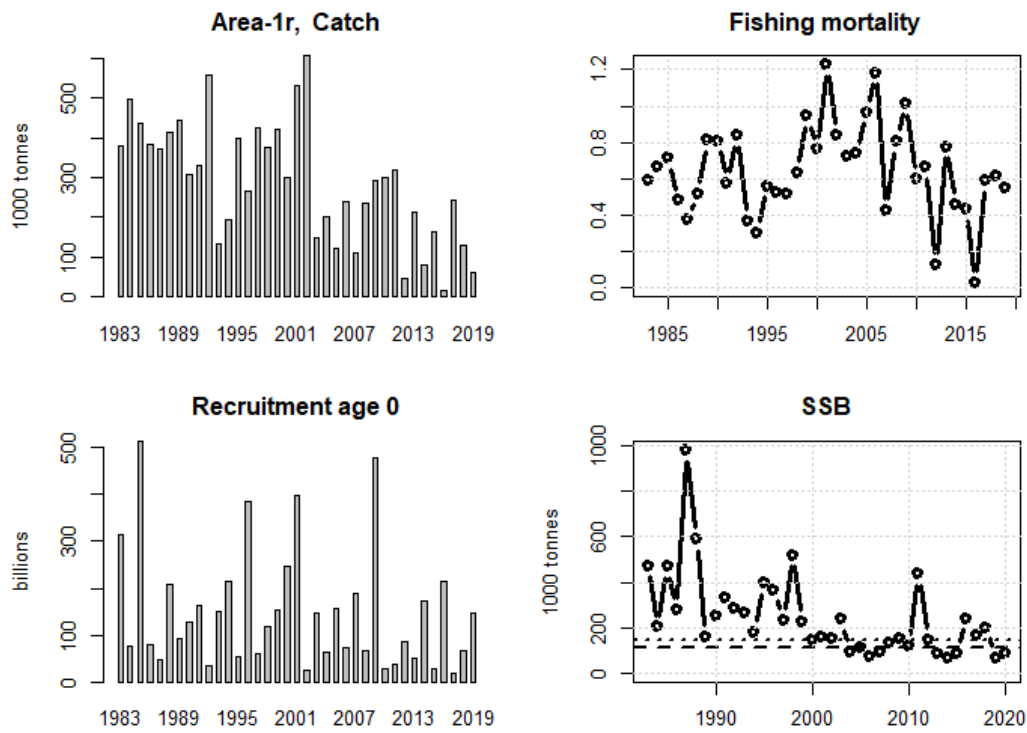 Area-1r, Catch
1000 tonnes
0 100 300 500
1983 1989 1995 2001 2007 2013 2019
Fishing mortality
0.0 0.4 0.8 1.2
1985 1995 2005 2015
Recruitment age 0
billions
0 100 300 500
1983 1989 1995 2001 2007 2013 2019
SSB
1000 tonnes
0 200 600 1000
1990 2000 2010 2020